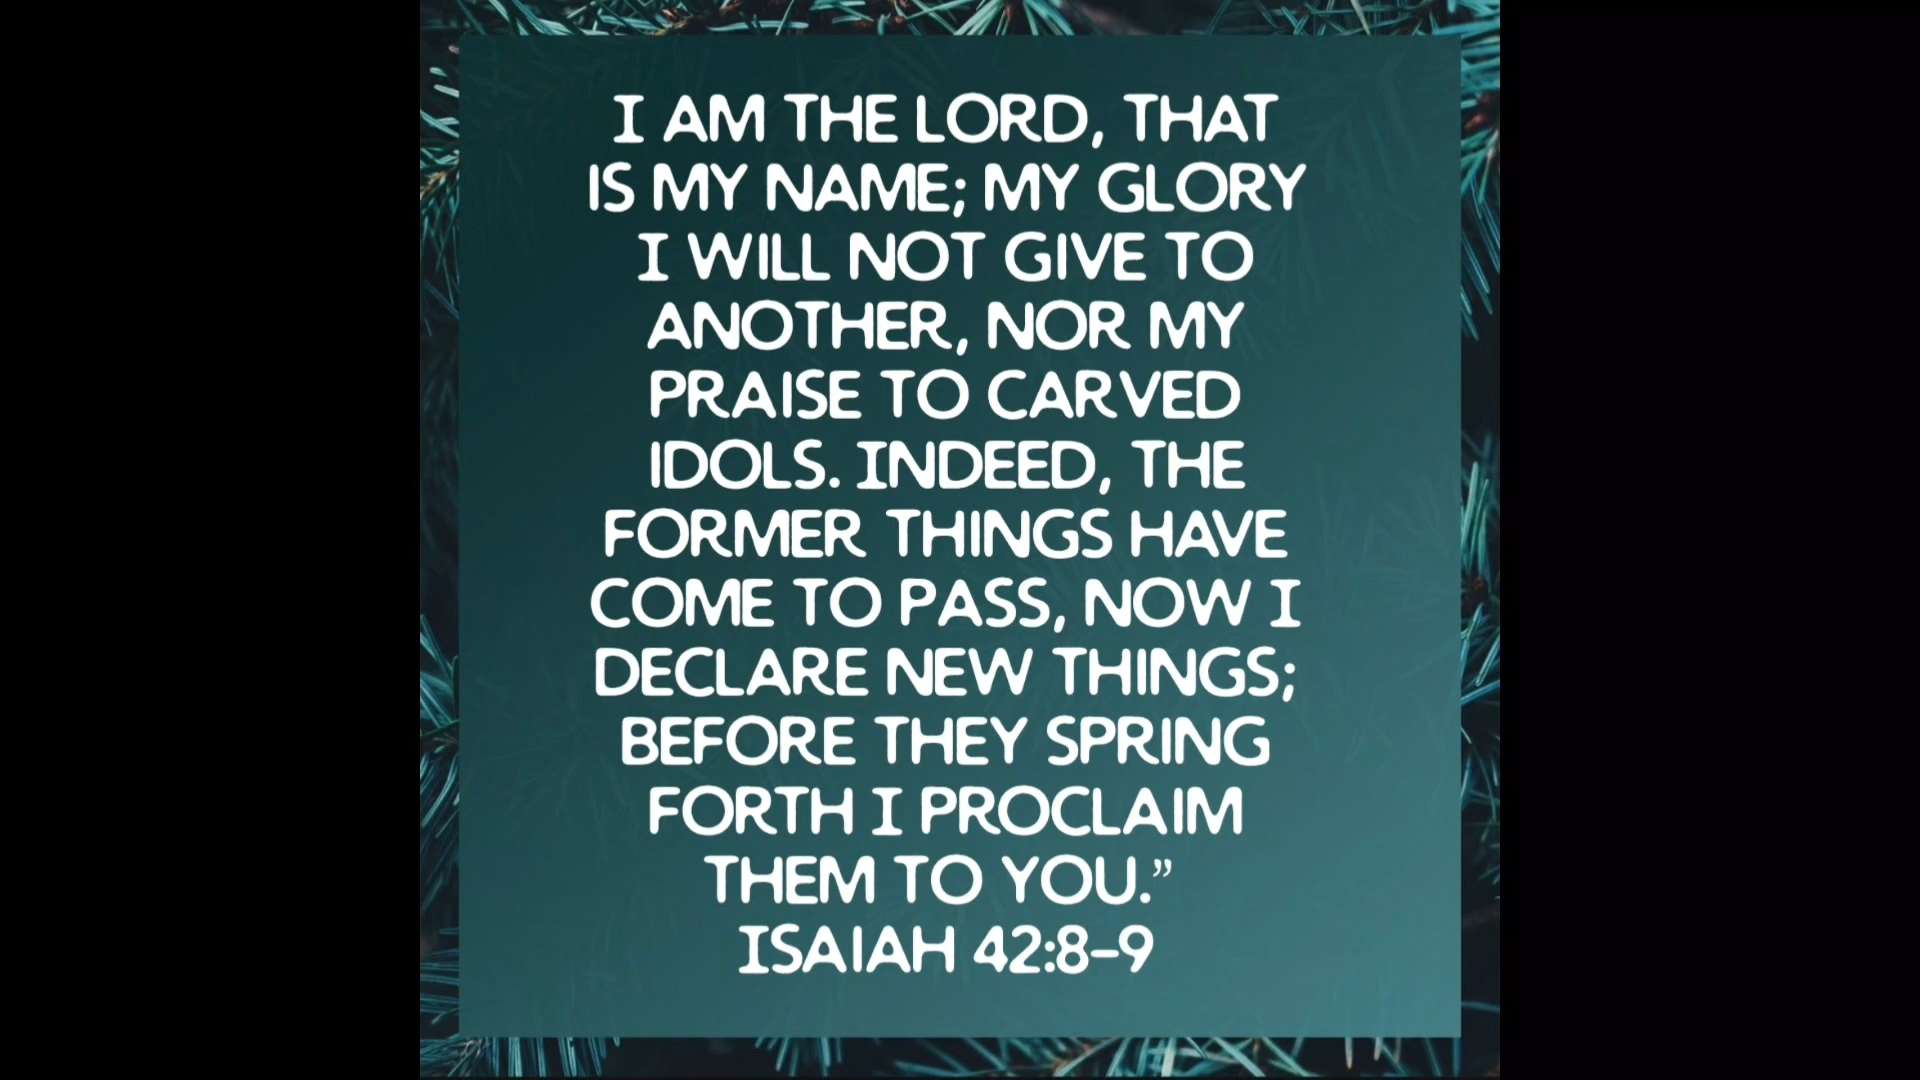 I AM THE LORD, THAT
IS MY NAME; MY GLORY
I WILL NOT GIVE TO
ANOTHER, NOR MY
PRAISE TO CARVED
IDOLS. INDEED, THE
FORMER THINGS HAVE
COME TO PASS, NOW I
DECLARE NEW THINGS;
BEFORE THEY SPRING
FORTH I PROCLAIM
THEM TO YOU.”
ISAIAH 42:8–9